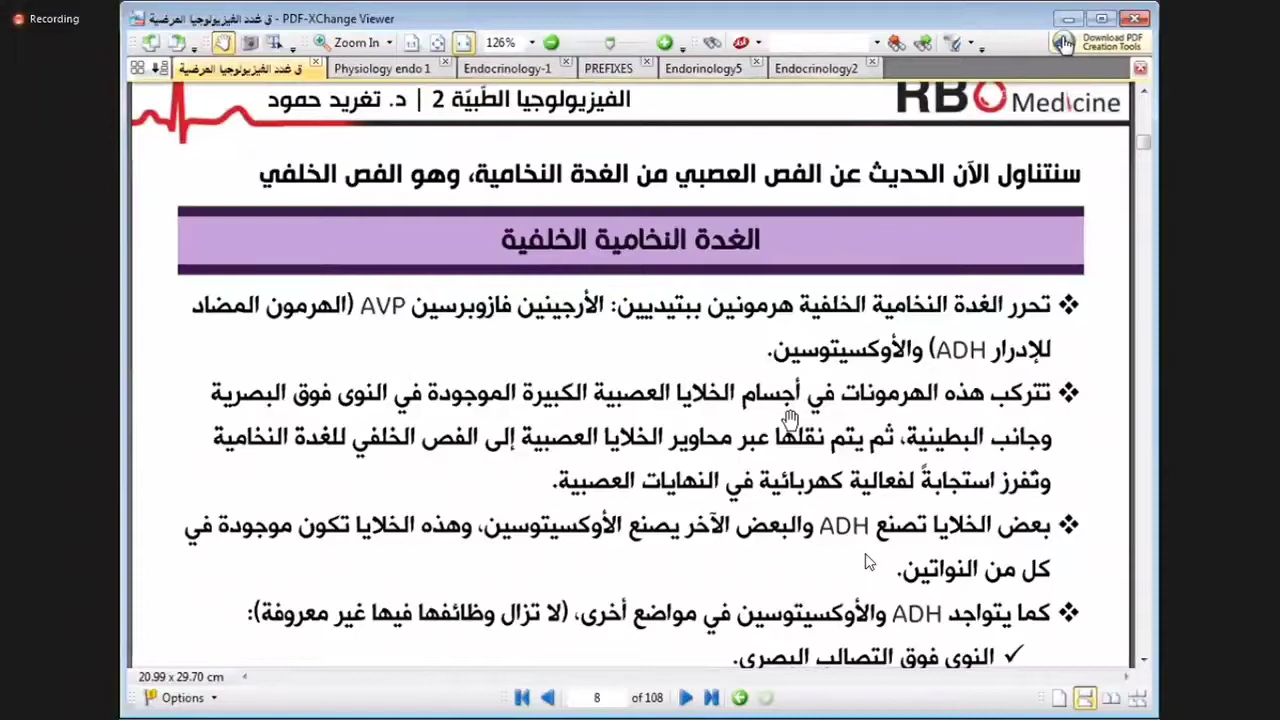 Recording
ق غدد الفيزيولوجيا المرضية - PDF-XChange Viewer
Zoom In
126%
Download PDF
Creation Tools
ق غدد الفيزيولوجيا المرضية
Physiology endo 1
Endocrinology-1
PREFIXES
Endorinology5
Endocrinology2
الفيزيولوجيا الطّبيّة 2 | د. تغريد حمود
RBO Medicine
سنتناول الآن الحديث عن الفص العصبي من الغدة النخامية، وهو الفص الخلفي
الغدة النخامية الخلفية
❖ تحرر الغدة النخامية الخلفية هرمونين ببتيديين: الأرجينين فازوبرسين AVP (الهرمون المضاد
للإدرار ADH) والأوكسيتوسين.
❖ تتركب هذه الهرمونات في أجسام الخلايا العصبية الكبيرة الموجودة في النوى فوق البصرية
وجانب البطينية، ثم يتم نقلها عبر محاوير الخلايا العصبية إلى الفص الخلفي للغدة النخامية
وتُفرز استجابةً لفعالية كهربائية في النهايات العصبية.
❖ بعض الخلايا تصنع ADH والبعض الآخر يصنع الأوكسيتوسين، وهذه الخلايا تكون موجودة في
كل من النواتين.
❖ كما يتواجد ADH والأوكسيتوسين في مواضع أخرى، (لا تزال وظائفها فيها غير معروفة):
✓ النوى فوق التصالب البصري.
20.99 x 29.70 cm
Options
8
of 108